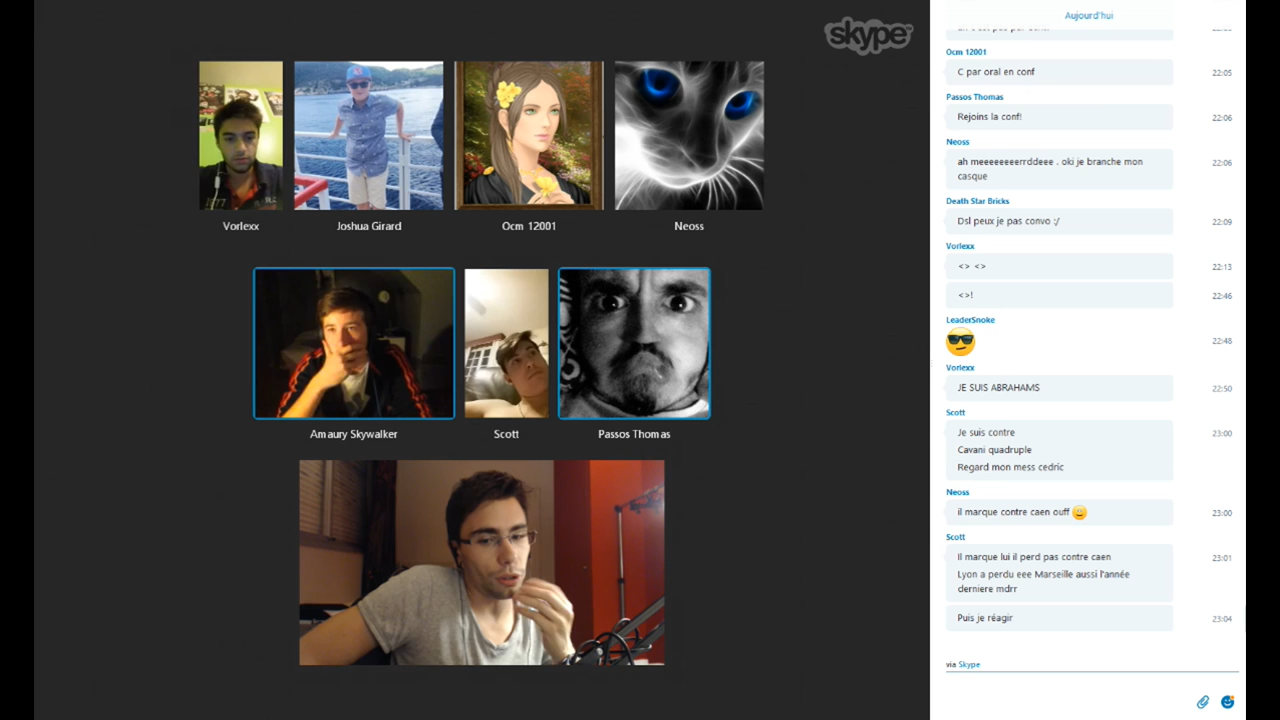 skype
Vorlexx
Joshua Girard
Ocm 12001
Neoss
Amaury Skywalker
Scott
Passos Thomas
Aujourd'hui
Ocm 12001
C par oral en conf
22:05
Passos Thomas
Rejoins la conf!
22:06
Neoss
ah meeeeeeeerrddeee . oki je branche mon
casque
22:06
Death Star Bricks
Dsl peux je pas convo :/
22:09
Vorlexx
<> <>
22:13
<>!
22:46
LeaderSnoke
22:48
Vorlexx
JE SUIS ABRAHAMS
22:50
Scott
Je suis contre
23:00
Cavani quadruple
Regard mon mess cedric
Neoss
il marque contre caen ouff
23:00
Scott
Il marque lui il perd pas contre caen
23:01
Lyon a perdu eee Marseille aussi l'année
derniere mdrr
Puis je réagir
23:04
via Skype